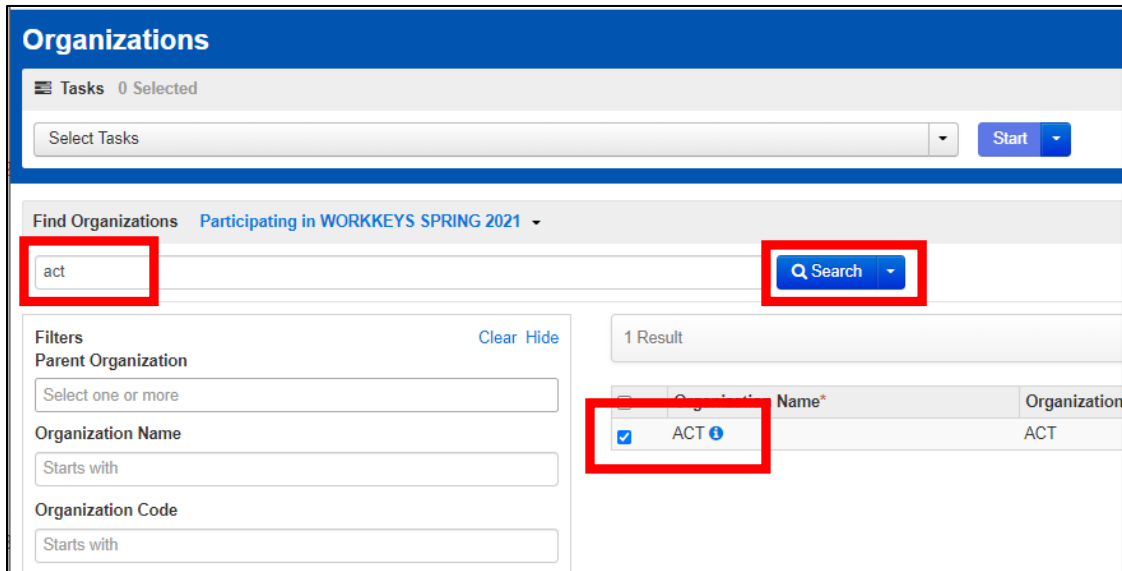 Organizations
Tasks 0 Selected
Select Tasks
Start
Find Organizations Participating in WORKKEYS SPRING 2021
act
Search
Filters Clear Hide
Parent Organization
Select one or more
Organization Name
Starts with
Organization Code
Starts with
1 Result
Organization Name* Organization
ACT ACT